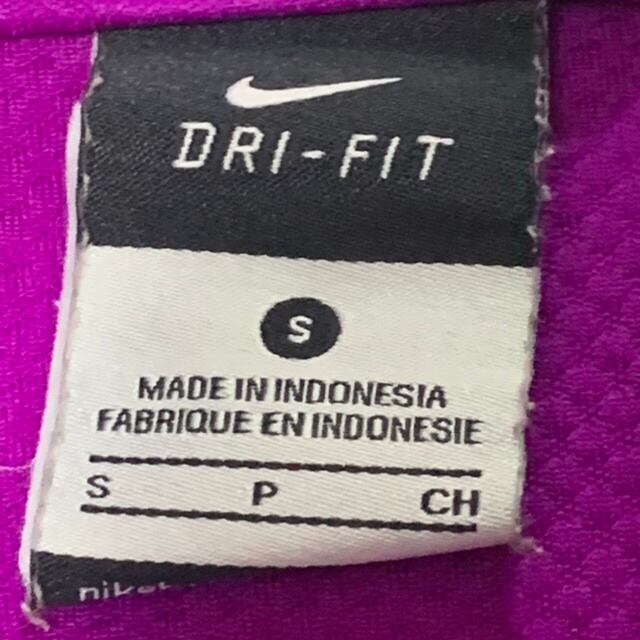 DRI-FIT
S
MADE IN INDONESIA
FABRIQUE EN INDONESIE
S P CH